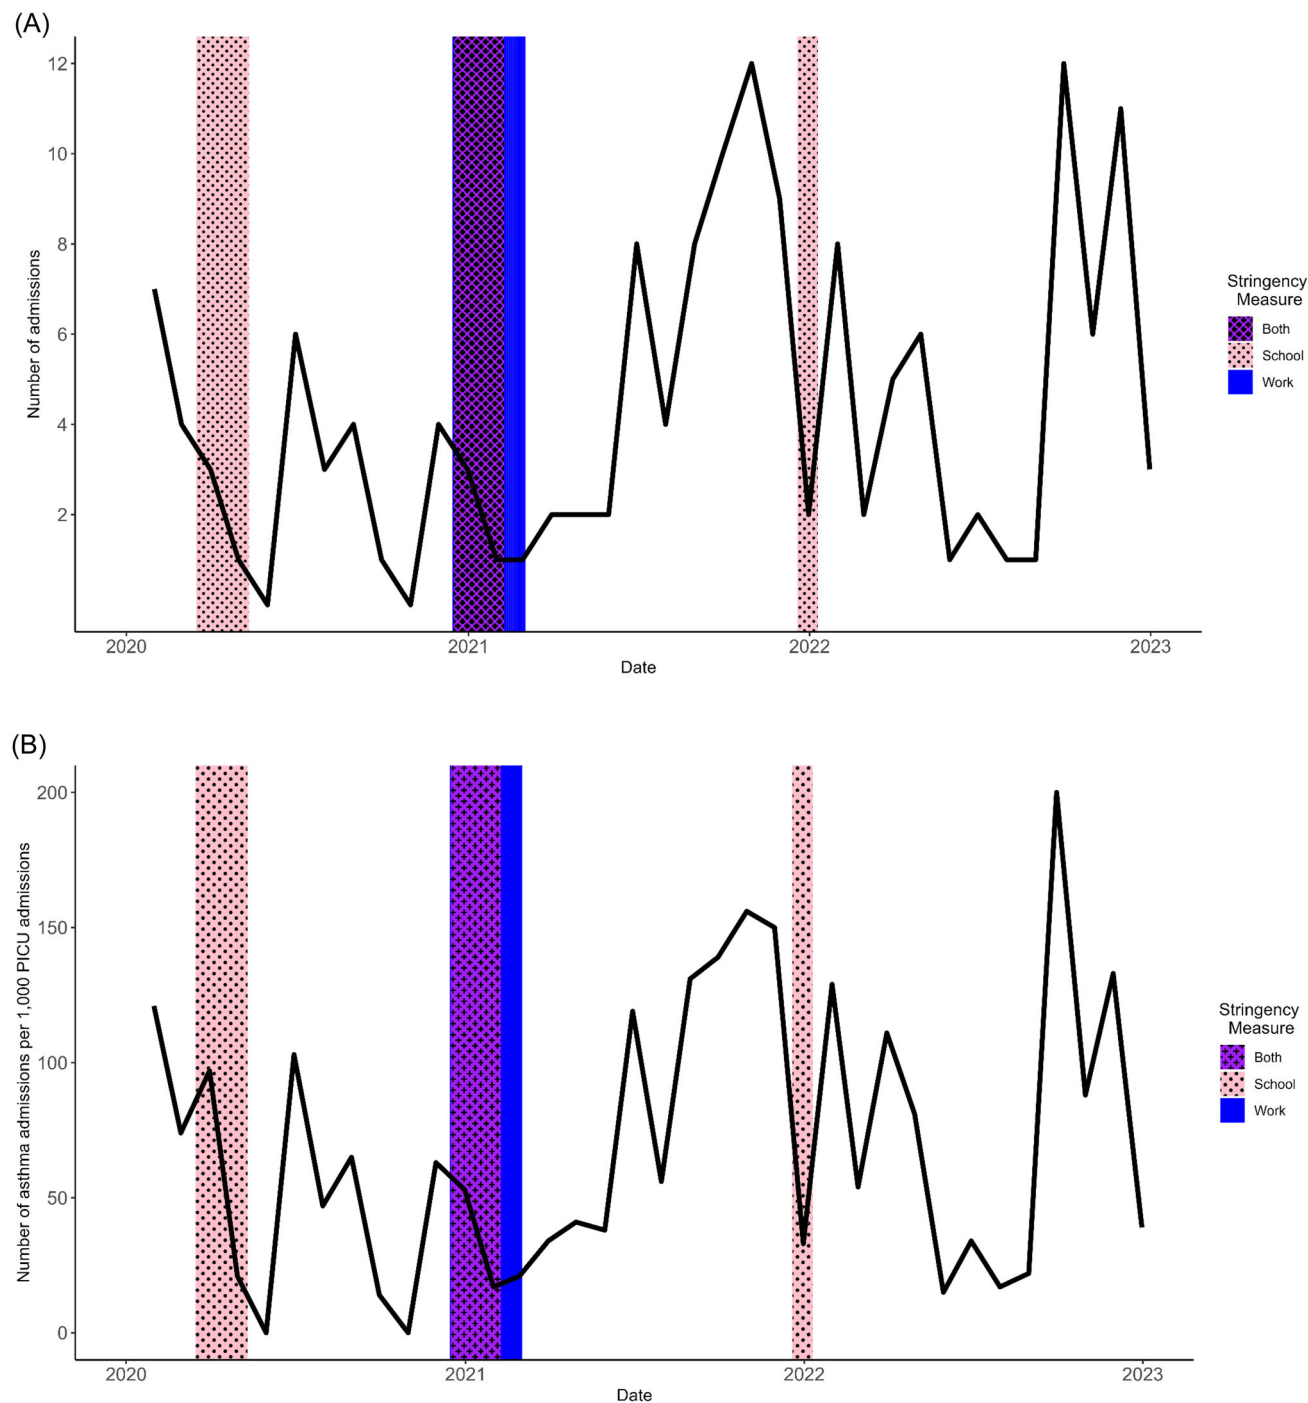 (A)
Number of admissions
12
10
8
6
4
2
2020
2021
2022
2023
Date
Stringency
Measure
Both
School
Work
(B)
Number of asthma admissions per 1,000 PICU admissions
200
150
100
50
0
2020
2021
2022
2023
Date
Stringency
Measure
Both
School
Work